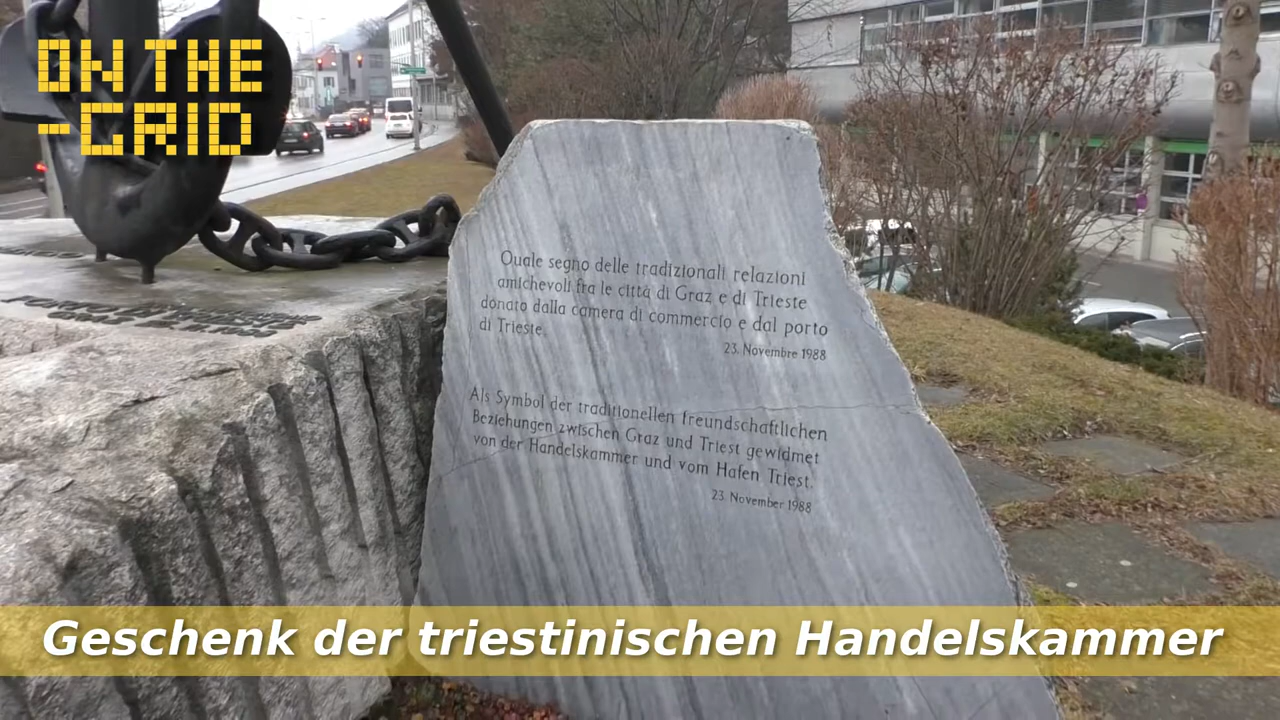 ON THE
-GRID
Quale segno delle tradizionali relazioni
amichevoli fra le città di Graz e di Trieste
donato dalla camera di commercio e dal porto
di Trieste.
23. Novembre 1988
Als Symbol der traditionellen freundschaftlichen
Beziehungen zwischen Graz und Triest gewidmet
von der Handelskammer und vom Hafen Triest.
23. November 1988
Geschenk der triestinischen Handelskammer